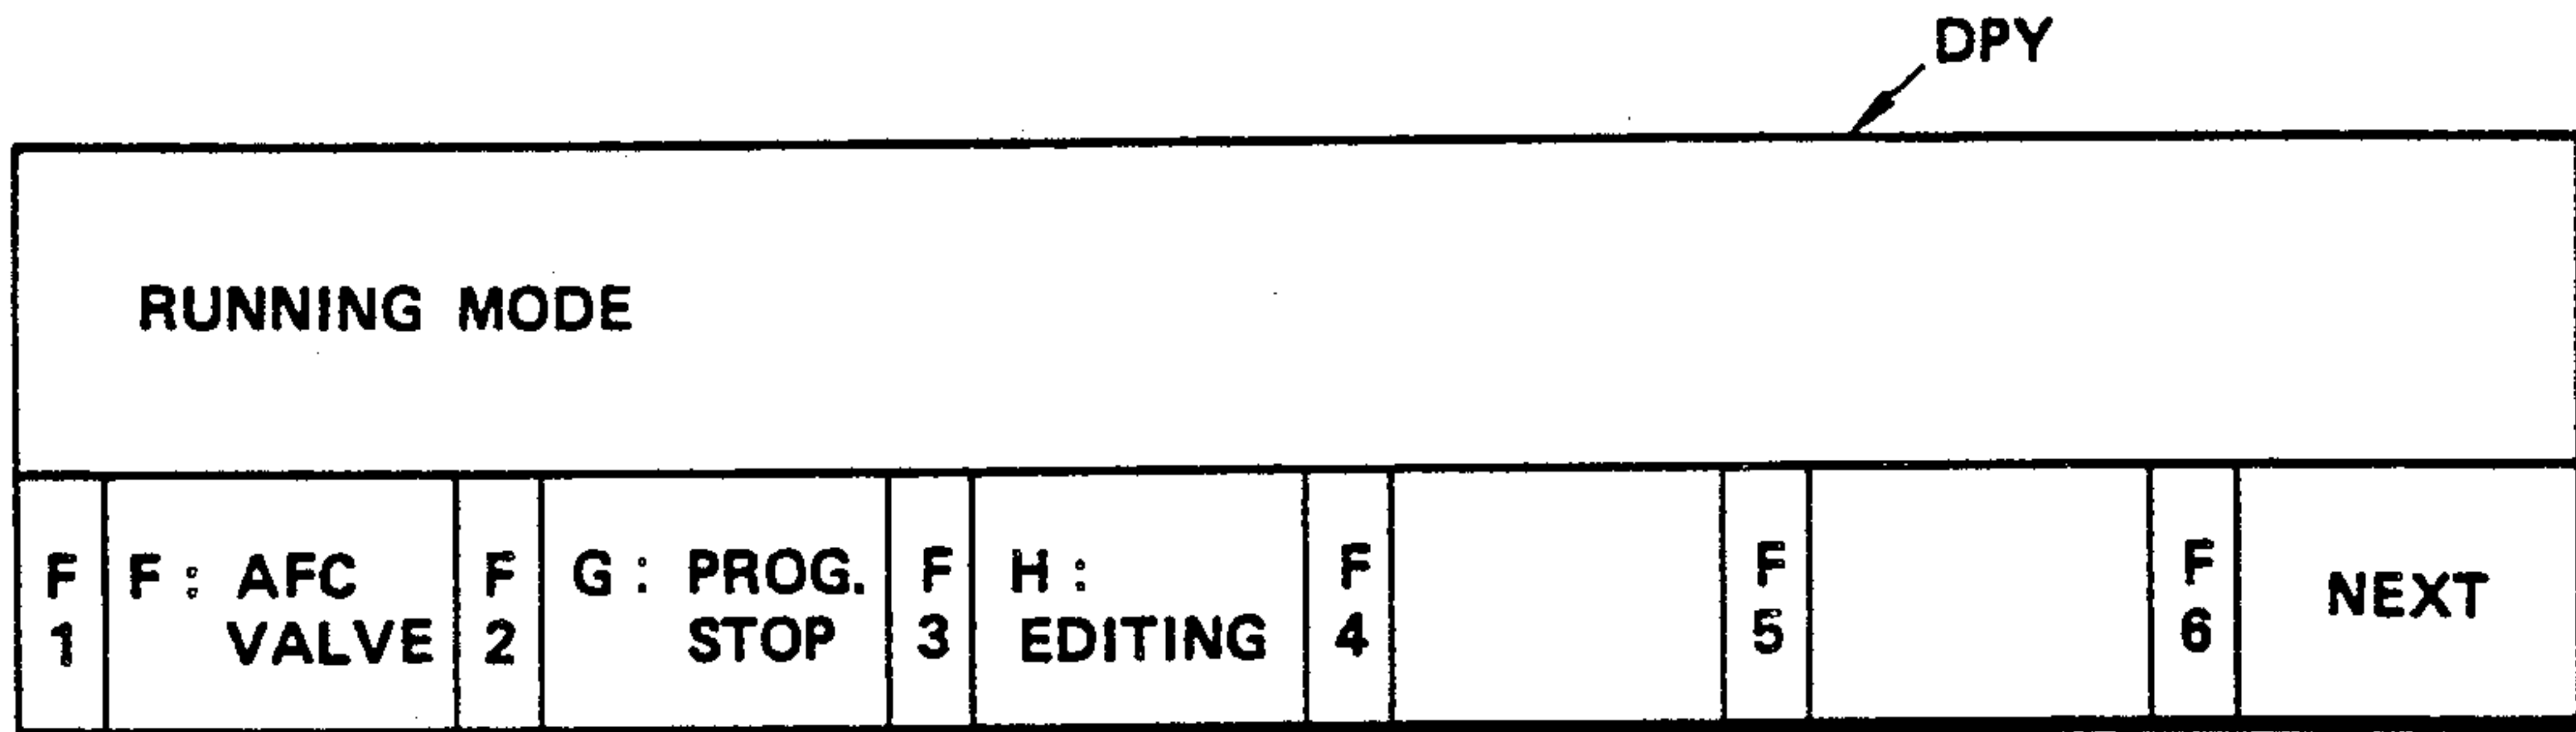 DPY
RUNNING MODE
F 1
F : AFC
VALVE
F 2
G : PROG.
STOP
F 3
H :
EDITING
F 4
F 5
F 6
NEXT